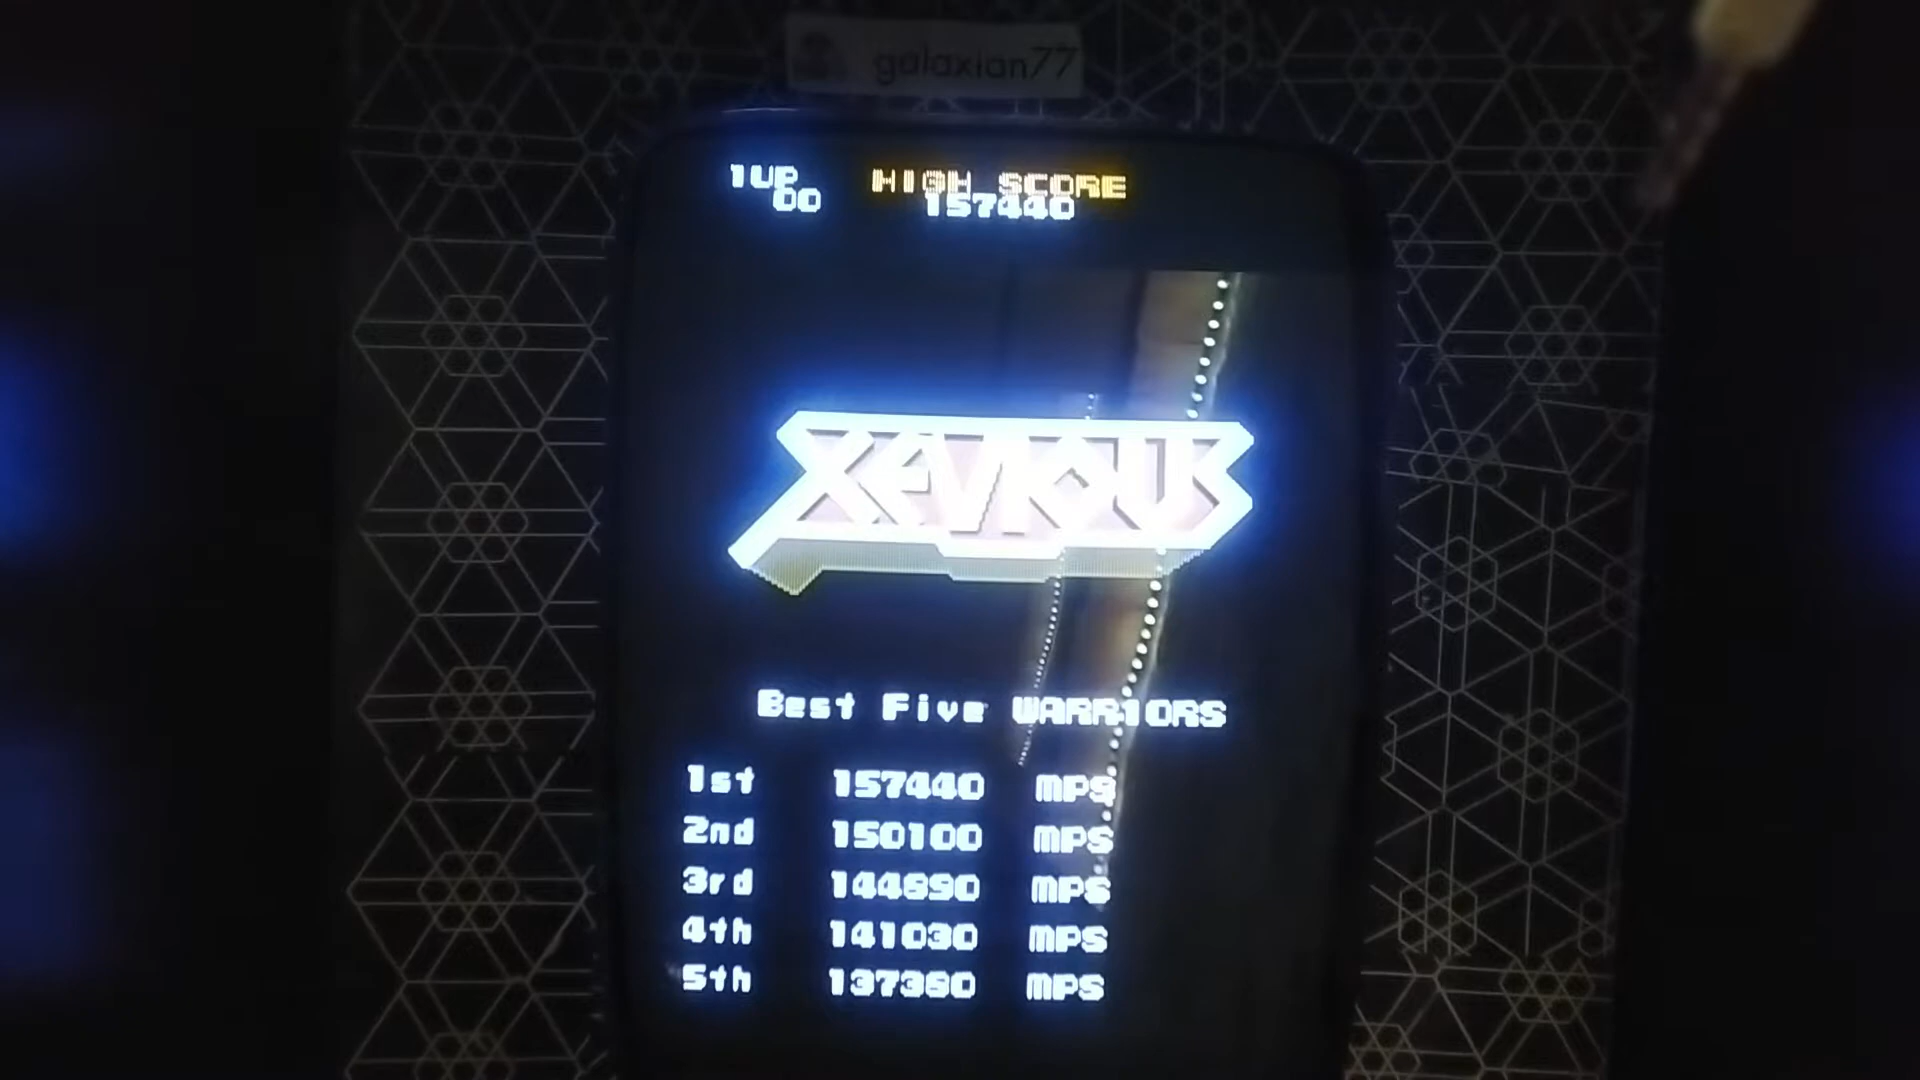 galaxian77
1UP HIGH SCORE
00 157440
XEVIOUS
Best Five WARR1ORS
1st 157440 MPS
2nd 150100 MPS
3rd 144890 MPS
4th 141030 MPS
5th 137380 MPS